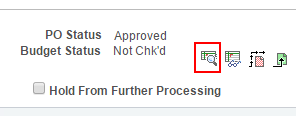 PO Status Approved
Budget Status Not Chk'd
Hold From Further Processing